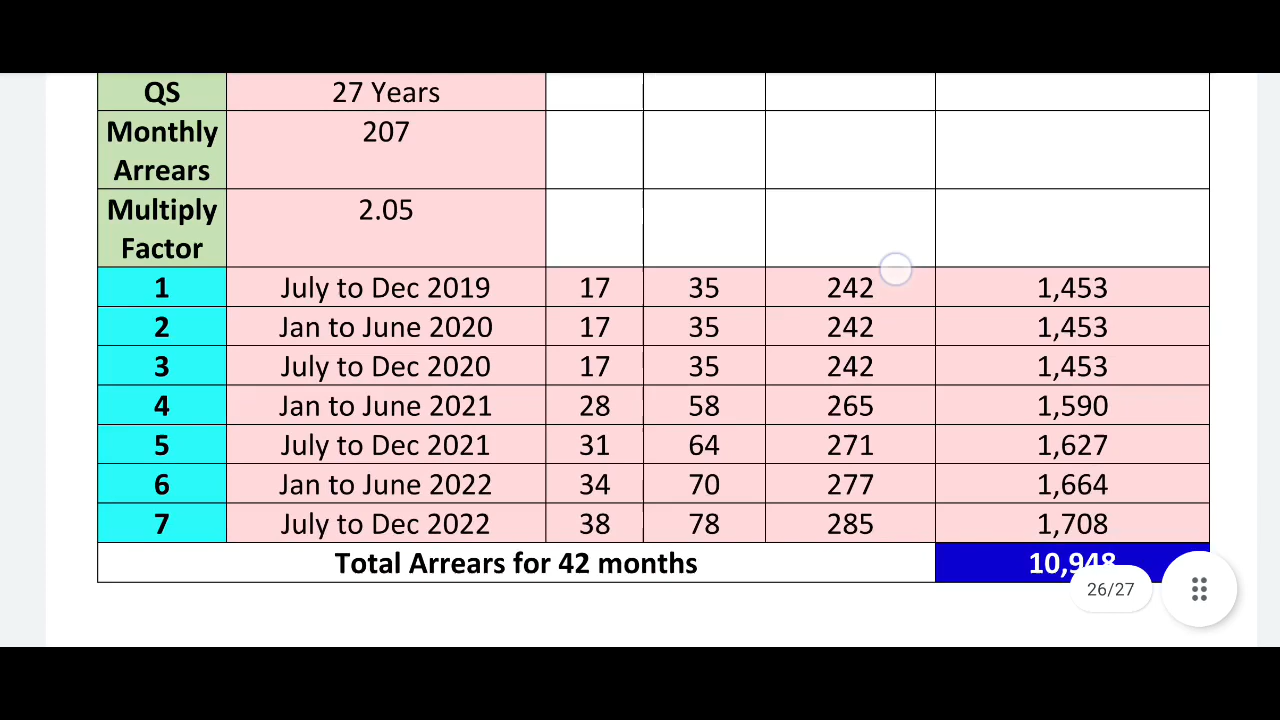 QS 27 Years
Monthly Arrears 207
Multiply Factor 2.05
1 July to Dec 2019 17 35 242 1,453
2 Jan to June 2020 17 35 242 1,453
3 July to Dec 2020 17 35 242 1,453
4 Jan to June 2021 28 58 265 1,590
5 July to Dec 2021 31 64 271 1,627
6 Jan to June 2022 34 70 277 1,664
7 July to Dec 2022 38 78 285 1,708
Total Arrears for 42 months 10,948
26/27